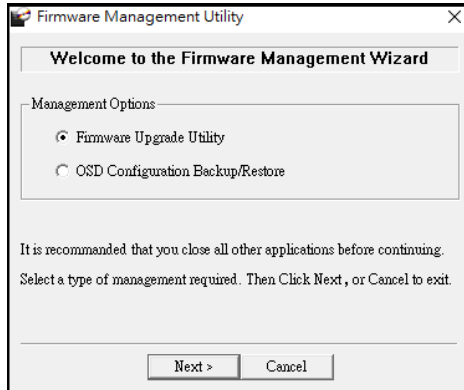 Firmware Management Utility
Welcome to the Firmware Management Wizard
Management Options
Firmware Upgrade Utility
OSD Configuration Backup/Restore
It is recommanded that you close all other applications before continuing.
Select a type of management required. Then Click Next , or Cancel to exit.
Next >
Cancel